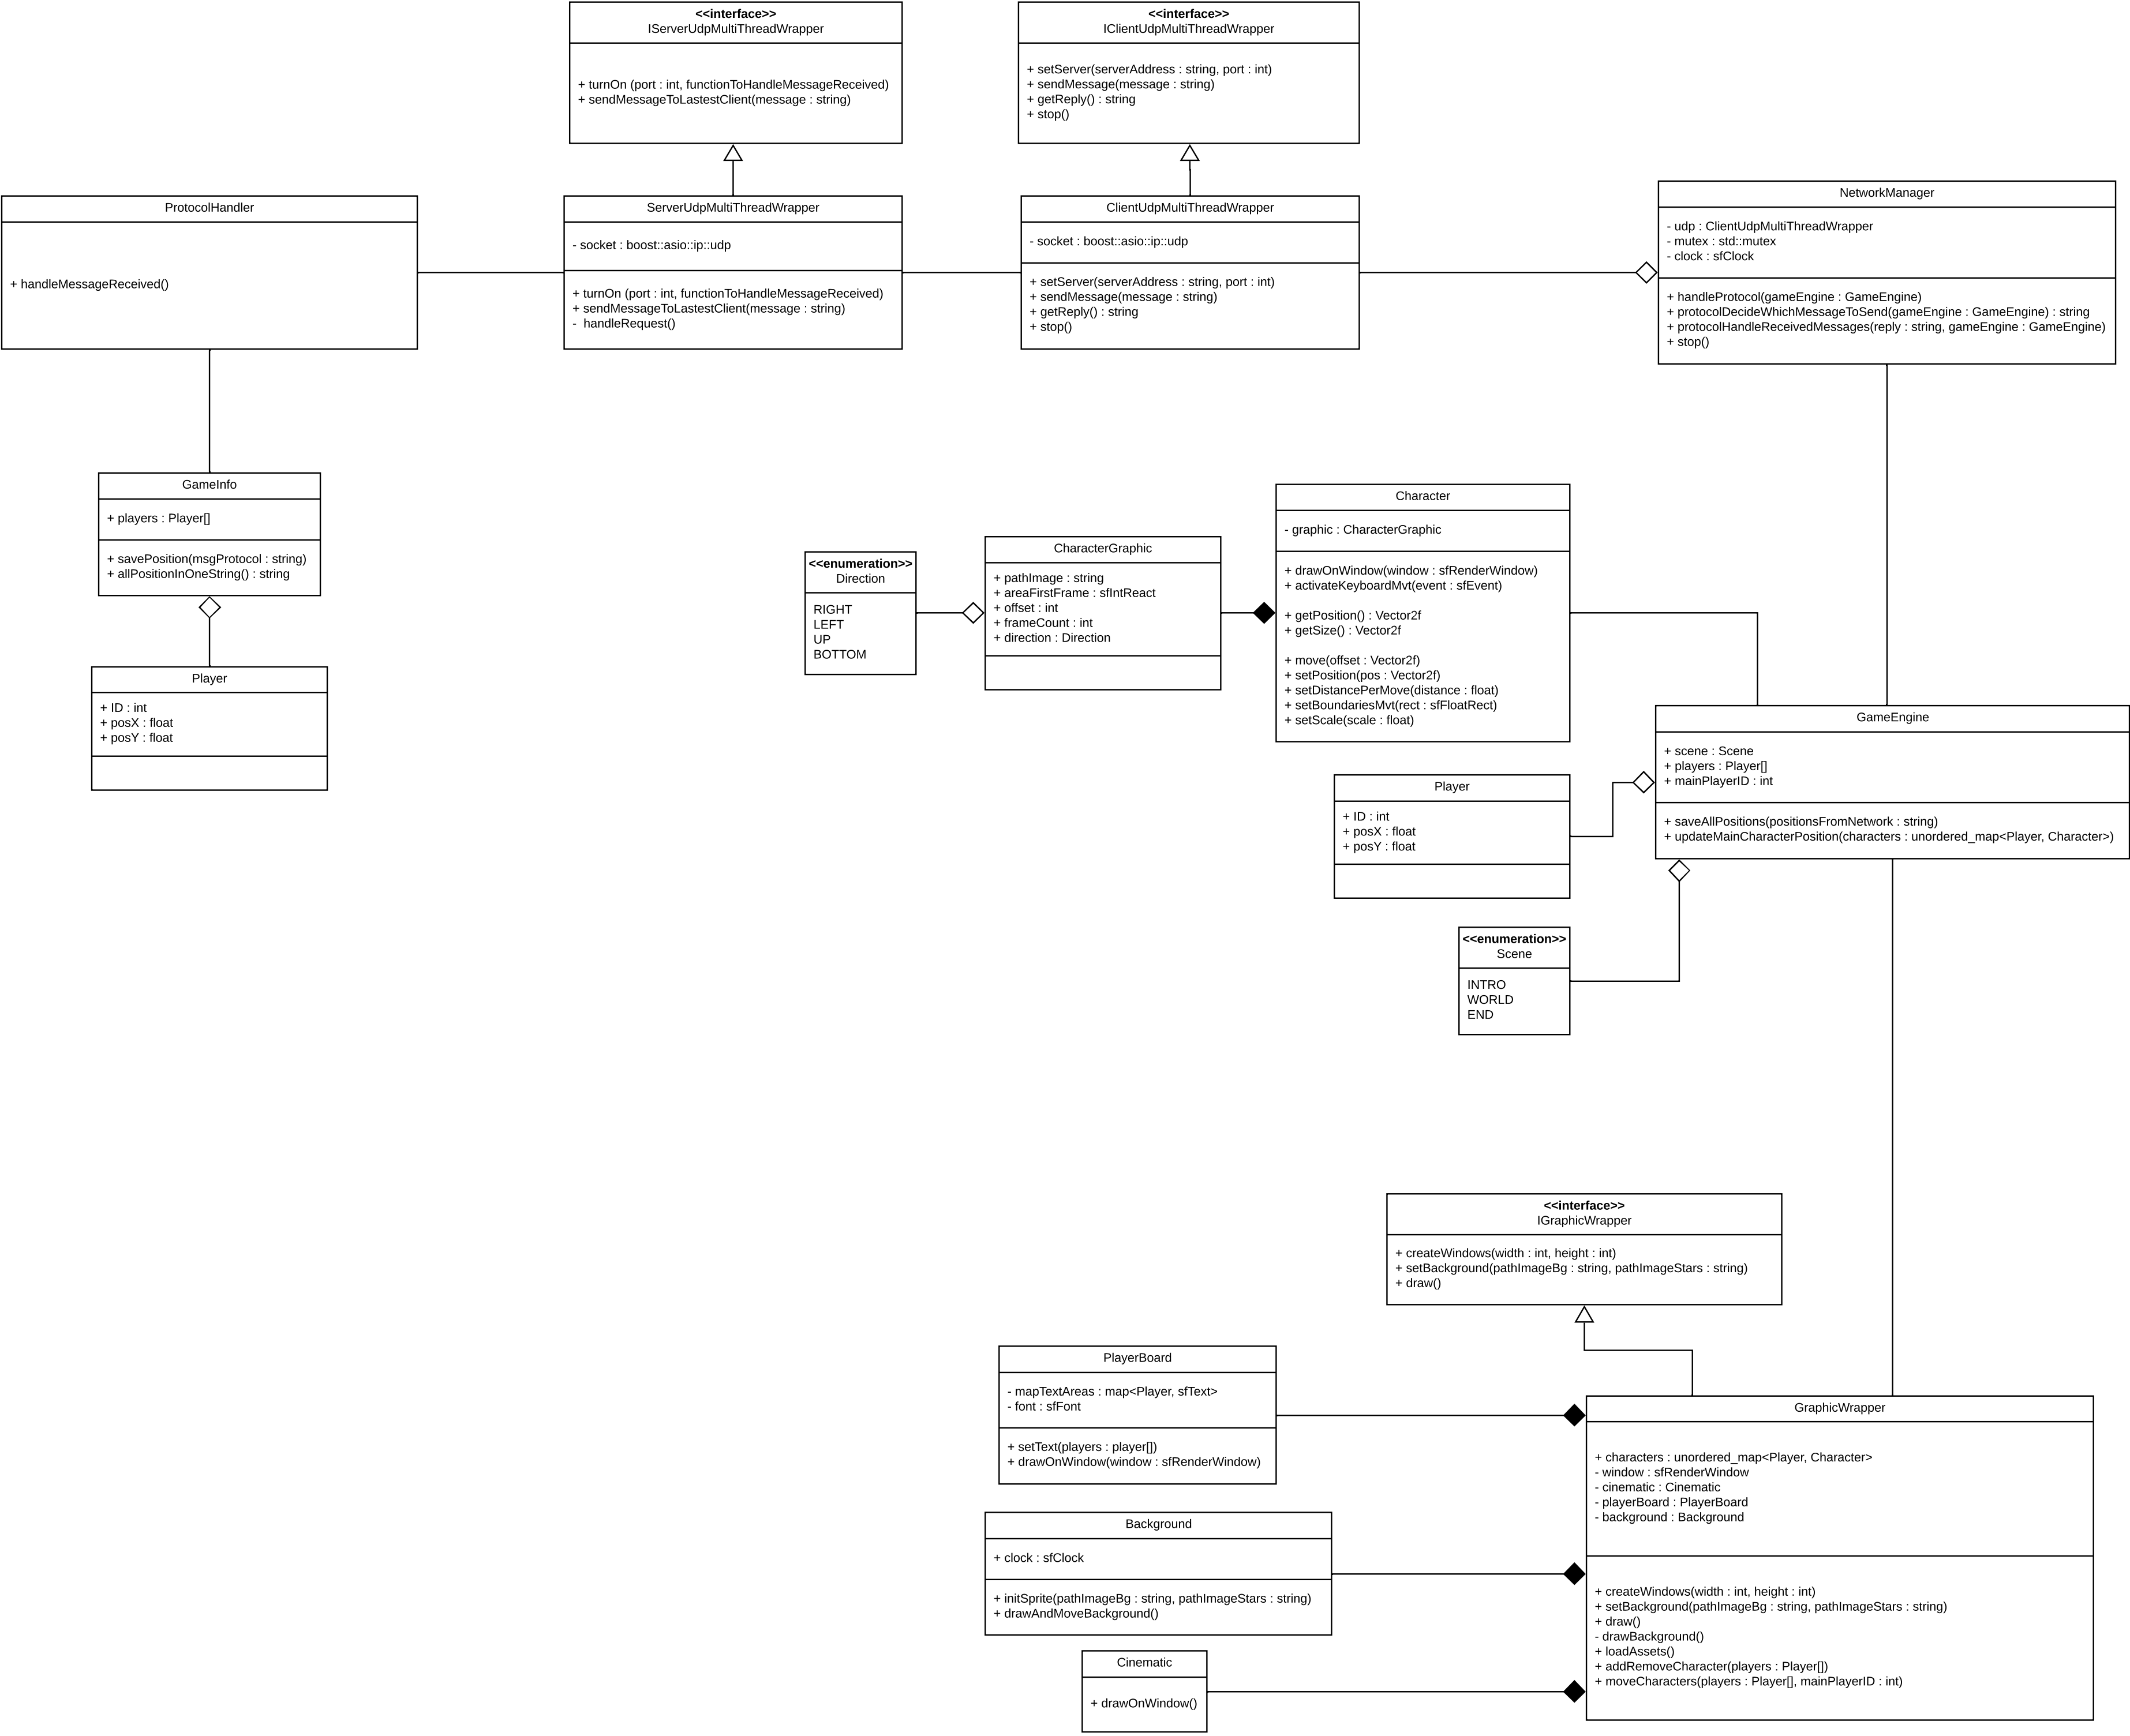 <<interface>>
IServerUdpMultiThreadWrapper
+ turnOn (port : int, functionToHandleMessageReceived)
+ sendMessageToLastestClient(message : string)
<<interface>>
IClientUdpMultiThreadWrapper
+ setServer(serverAddress : string, port : int)
+ sendMessage(message : string)
+ getReply() : string
+ stop()
ProtocolHandler
+ handleMessageReceived()
ServerUdpMultiThreadWrapper
- socket : boost::asio::ip::udp
+ turnOn (port : int, functionToHandleMessageReceived)
+ sendMessageToLastestClient(message : string)
- handleRequest()
ClientUdpMultiThreadWrapper
- socket : boost::asio::ip::udp
+ setServer(serverAddress : string, port : int)
+ sendMessage(message : string)
+ getReply() : string
+ stop()
NetworkManager
- udp : ClientUdpMultiThreadWrapper
- mutex : std::mutex
- clock : sfClock
+ handleProtocol(gameEngine : GameEngine)
+ protocolDecideWhichMessageToSend(gameEngine : GameEngine) : string
+ protocolHandleReceivedMessages(reply : string, gameEngine : GameEngine)
+ stop()
GameInfo
+ players : Player[]
+ savePosition(msgProtocol : string)
+ allPositionInOneString() : string
Player
+ ID : int
+ posX : float
+ posY : float
<<enumeration>>
Direction
RIGHT
LEFT
UP
BOTTOM
CharacterGraphic
+ pathImage : string
+ areaFirstFrame : sfIntReact
+ offset : int
+ frameCount : int
+ direction : Direction
Character
- graphic : CharacterGraphic
+ drawOnWindow(window : sfRenderWindow)
+ activateKeyboardMvt(event : sfEvent)
+ getPosition() : Vector2f
+ getSize() : Vector2f
+ move(offset : Vector2f)
+ setPosition(pos : Vector2f)
+ setDistancePerMove(distance : float)
+ setBoundariesMvt(rect : sfFloatRect)
+ setScale(scale : float)
GameEngine
+ scene : Scene
+ players : Player[]
+ mainPlayerID : int
+ saveAllPositions(positionsFromNetwork : string)
+ updateMainCharacterPosition(characters : unordered_map<Player, Character>)
Player
+ ID : int
+ posX : float
+ posY : float
<<enumeration>>
Scene
INTRO
WORLD
END
<<interface>>
IGraphicWrapper
+ createWindows(width : int, height : int)
+ setBackground(pathImageBg : string, pathImageStars : string)
+ draw()
PlayerBoard
- mapTextAreas : map<Player, sfText>
- font : sfFont
+ setText(players : player[])
+ drawOnWindow(window : sfRenderWindow)
Background
+ clock : sfClock
+ initSprite(pathImageBg : string, pathImageStars : string)
+ drawAndMoveBackground()
Cinematic
+ drawOnWindow()
GraphicWrapper
+ characters : unordered_map<Player, Character>
- window : sfRenderWindow
- cinematic : Cinematic
- playerBoard : PlayerBoard
- background : Background
+ createWindows(width : int, height : int)
+ setBackground(pathImageBg : string, pathImageStars : string)
+ draw()
- drawBackground()
+ loadAssets()
+ addRemoveCharacter(players : Player[])
+ moveCharacters(players : Player[], mainPlayerID : int)